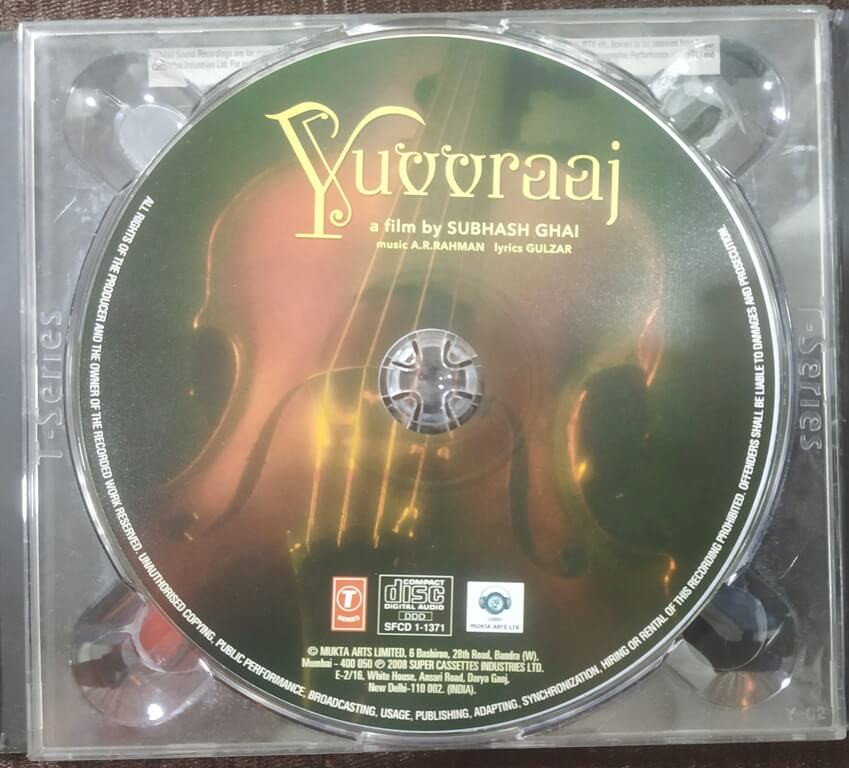 Yuvvraaj
a film by SUBHASH GHAI
music A.R.RAHMAN lyrics GULZAR
ALL RIGHTS OF THE PRODUCER AND THE OWNER OF THE RECORDED WORK RESERVED. UNAUTHORISED COPYING, PUBLIC PERFORMANCE, BROADCASTING, USAGE, PUBLISHING, ADAPTING, SYNCHRONIZATION, HIRING OR RENTAL OF THIS RECORDING PROHIBITED. OFFENDERS SHALL BE LIABLE TO DAMAGES AND PROSECUTION.
T-Series
T-Series
T
SERIES
COMPACT
disc
DIGITAL AUDIO
DDD
SFCD 1-1371
MUKTA ARTS LTD
© MUKTA ARTS LIMITED, 6 Bashiron, 28th Road, Bandra (W),
Mumbai - 400 050 ℗ 2008 SUPER CASSETTES INDUSTRIES LTD.
E-2/16, White House, Ansari Road, Darya Ganj,
New Delhi-110 002. (INDIA).
Y-02